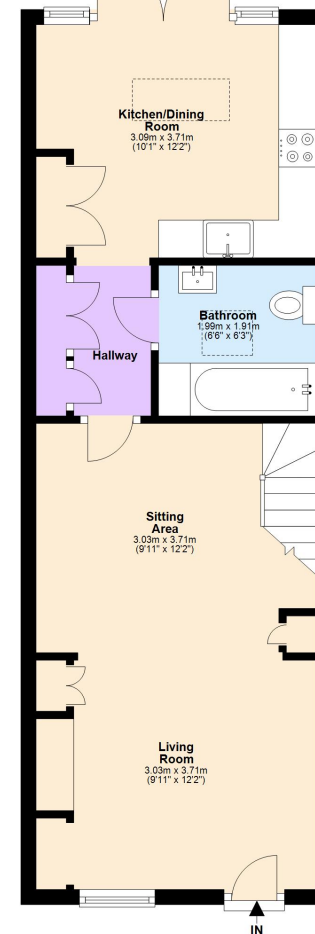 Kitchen/Dining
Room
3.09m x 3.71m
(10'1" x 12'2")
Bathroom
1.99m x 1.91m
(6'6" x 6'3")
Hallway
Sitting
Area
3.03m x 3.71m
(9'11" x 12'2")
Living
Room
3.03m x 3.71m
(9'11" x 12'2")
IN